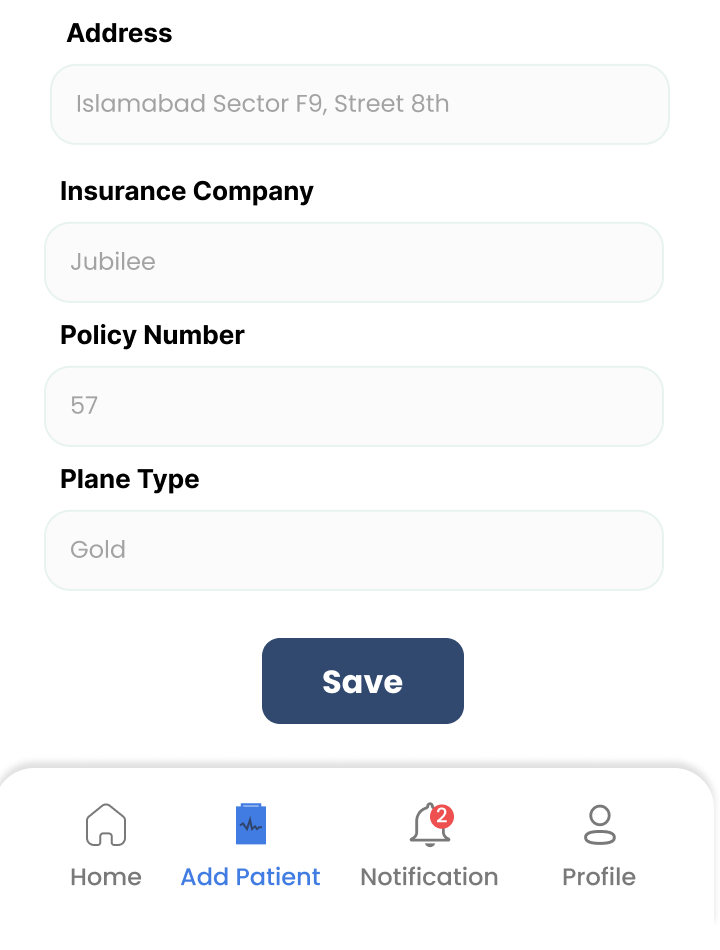 Address
Islamabad Sector F9, Street 8th
Insurance Company
Jubilee
Policy Number
57
Plane Type
Gold
Save
2
Home Add Patient Notification Profile